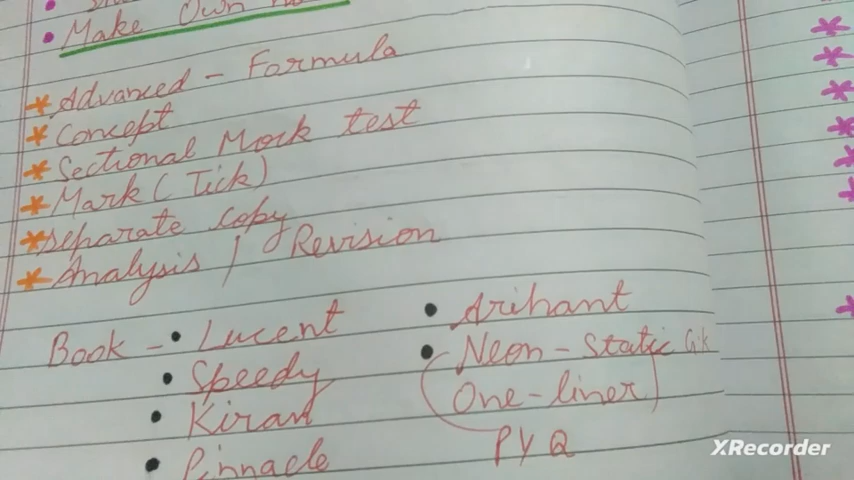 • Make Own
* Advanced - Formula
* Concept
* Sectional Mock test
* Mark ( Tick )
* separate copy
* Analysis / Revision
Book - • Lucent
• Speedy
• Kiran
• Pinnacle
• Arihant
• Neon - Static Gk
( One-liner )
PYQ
XRecorder